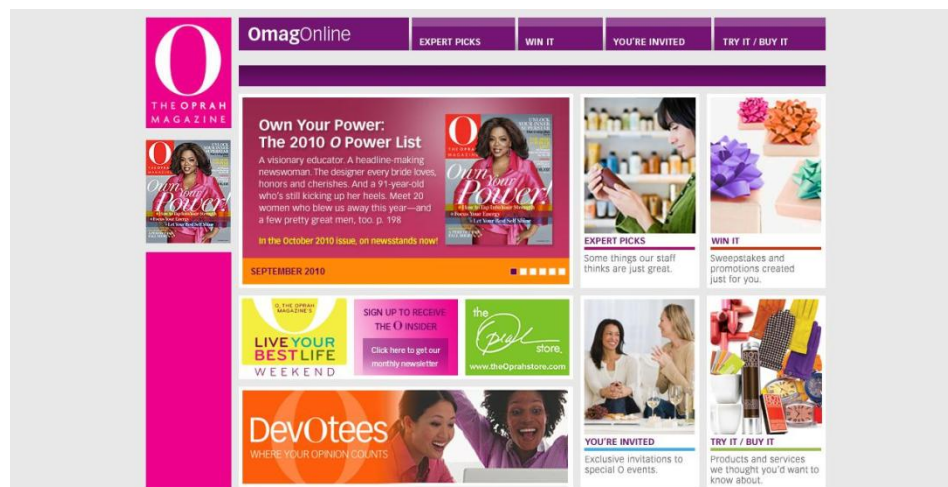 O
THE OPRAH
MAGAZINE
OmagOnline
EXPERT PICKS
WIN IT
YOU'RE INVITED
TRY IT / BUY IT
O
Own Your
Power!
Own Your Power:
The 2010 O Power List
A visionary educator. A headline-making
newswoman. The designer every bride loves,
honors and cherishes. And a 91-year-old
who's still kicking up her heels. Meet 20
women who blew us away this year—and
a few pretty great men, too. p. 198
In the October 2010 issue, on newsstands now!
O
UNLOCK
YOUR INNER
SUPERSTAR
Own Your
Power!
SEPTEMBER 2010
EXPERT PICKS
Some things our staff
thinks are just great.
WIN IT
Sweepstakes and
promotions created
just for you.
O, THE OPRAH
MAGAZINE'S
LIVE YOUR
BEST LIFE
WEEKEND
SIGN UP TO RECEIVE
THE O INSIDER
Click here to get our
monthly newsletter
the
Oprah
store.
www.theOprahstore.com
DevOtees
WHERE YOUR OPINION COUNTS
YOU'RE INVITED
Exclusive invitations to
special O events.
TRY IT / BUY IT
Products and services
we thought you'd want to
know about.